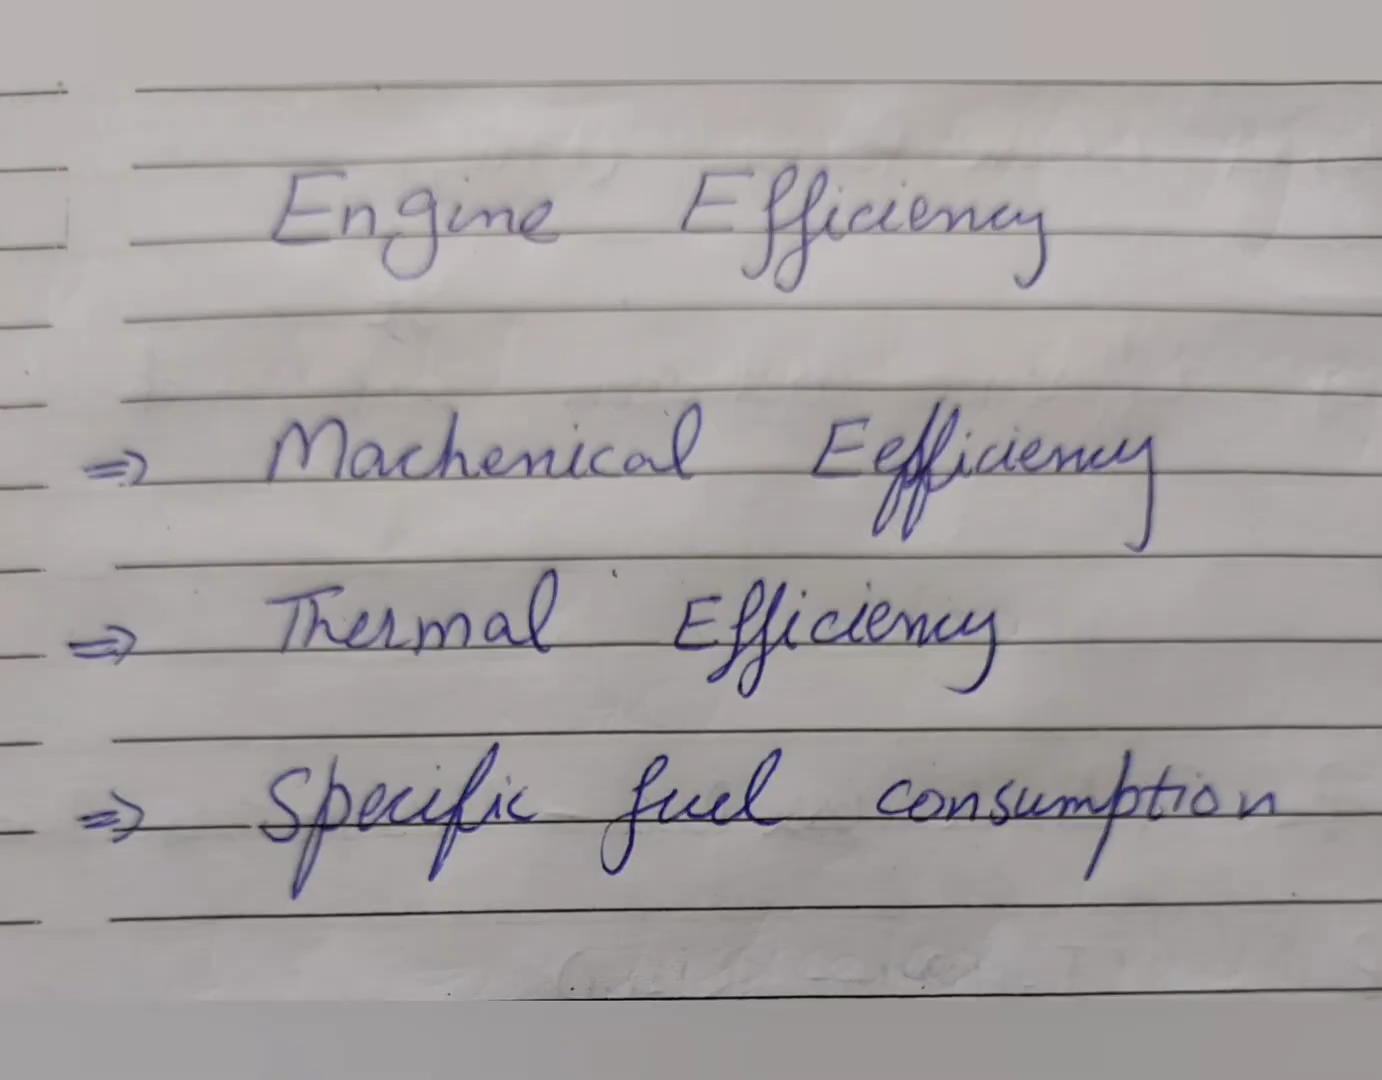 Engine Efficiency
⇒ Machenical Eefficiency
⇒ Thermal Efficiency
⇒ Specific fuel consumption